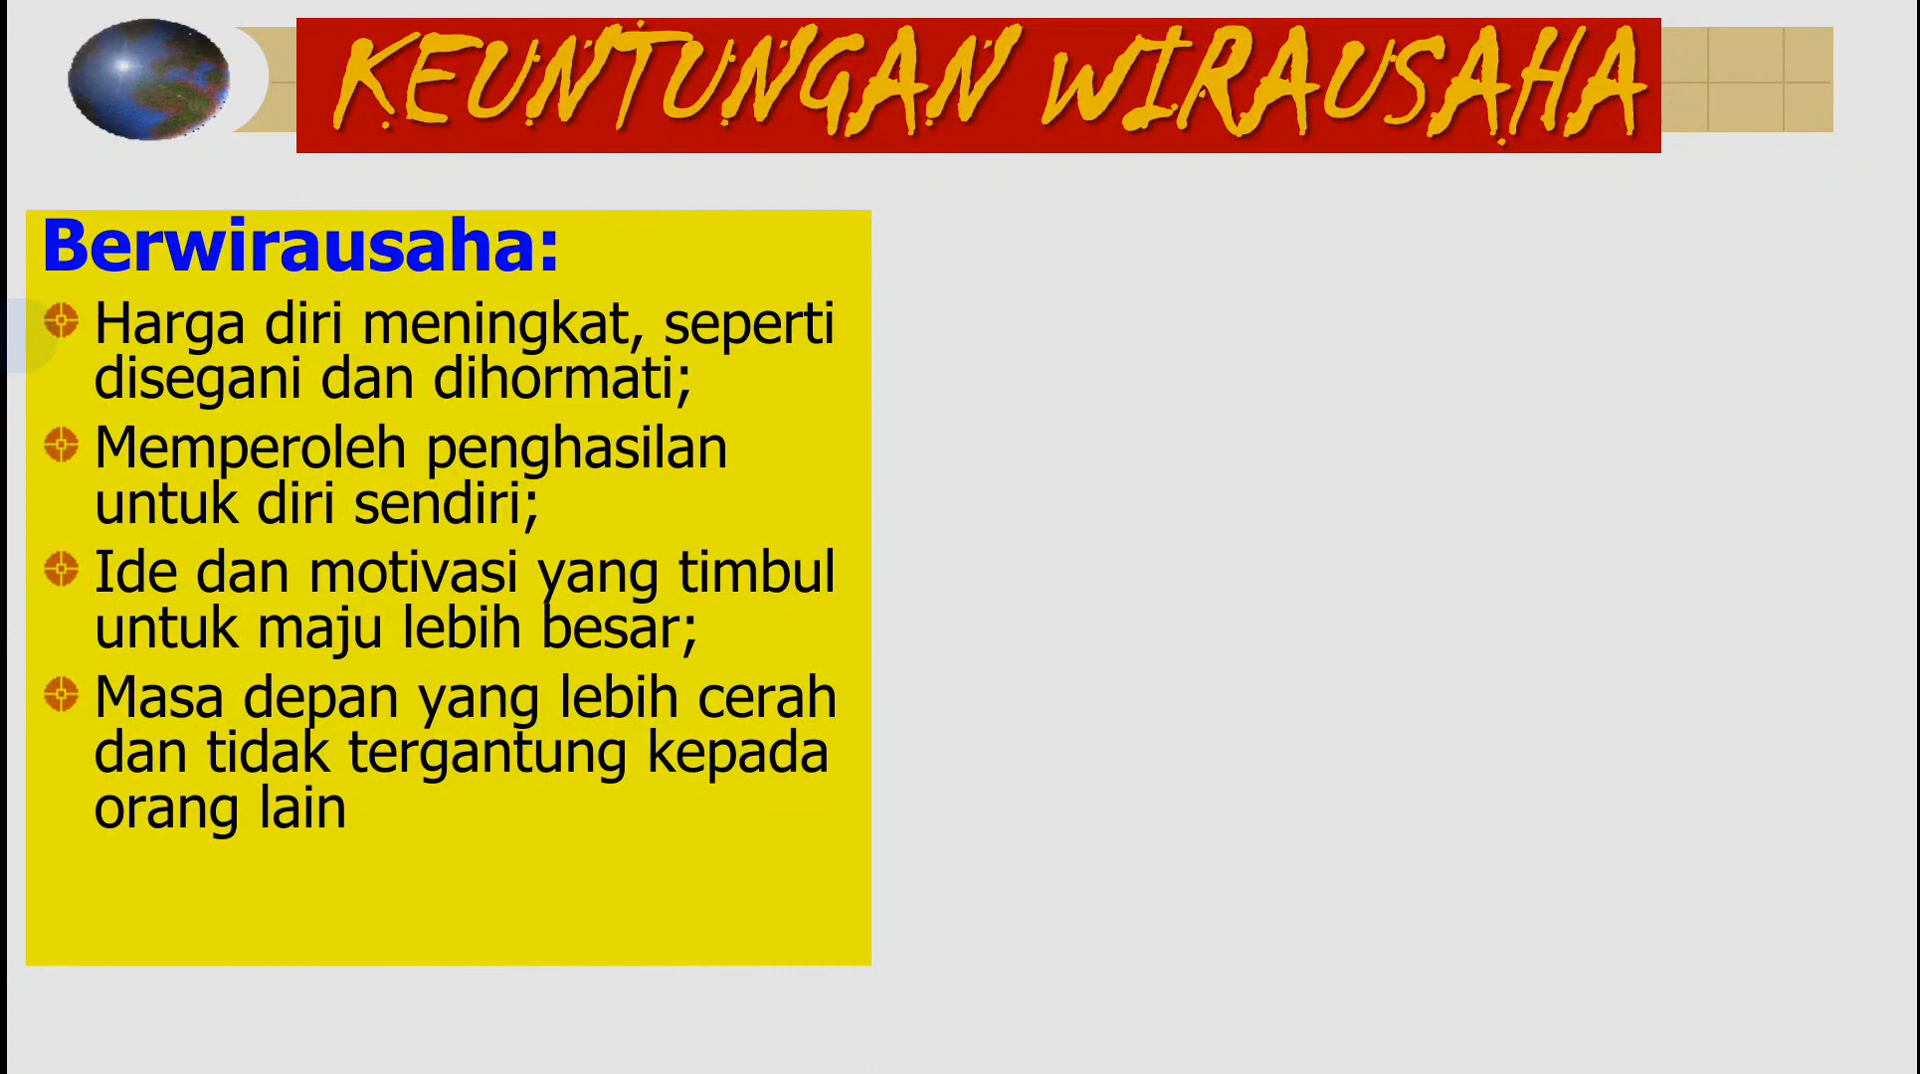 KEUNTUNGAN WIRAUSAHA
Berwirausaha:
Harga diri meningkat, seperti
disegani dan dihormati;
Memperoleh penghasilan
untuk diri sendiri;
Ide dan motivasi yang timbul
untuk maju lebih besar;
Masa depan yang lebih cerah
dan tidak tergantung kepada
orang lain